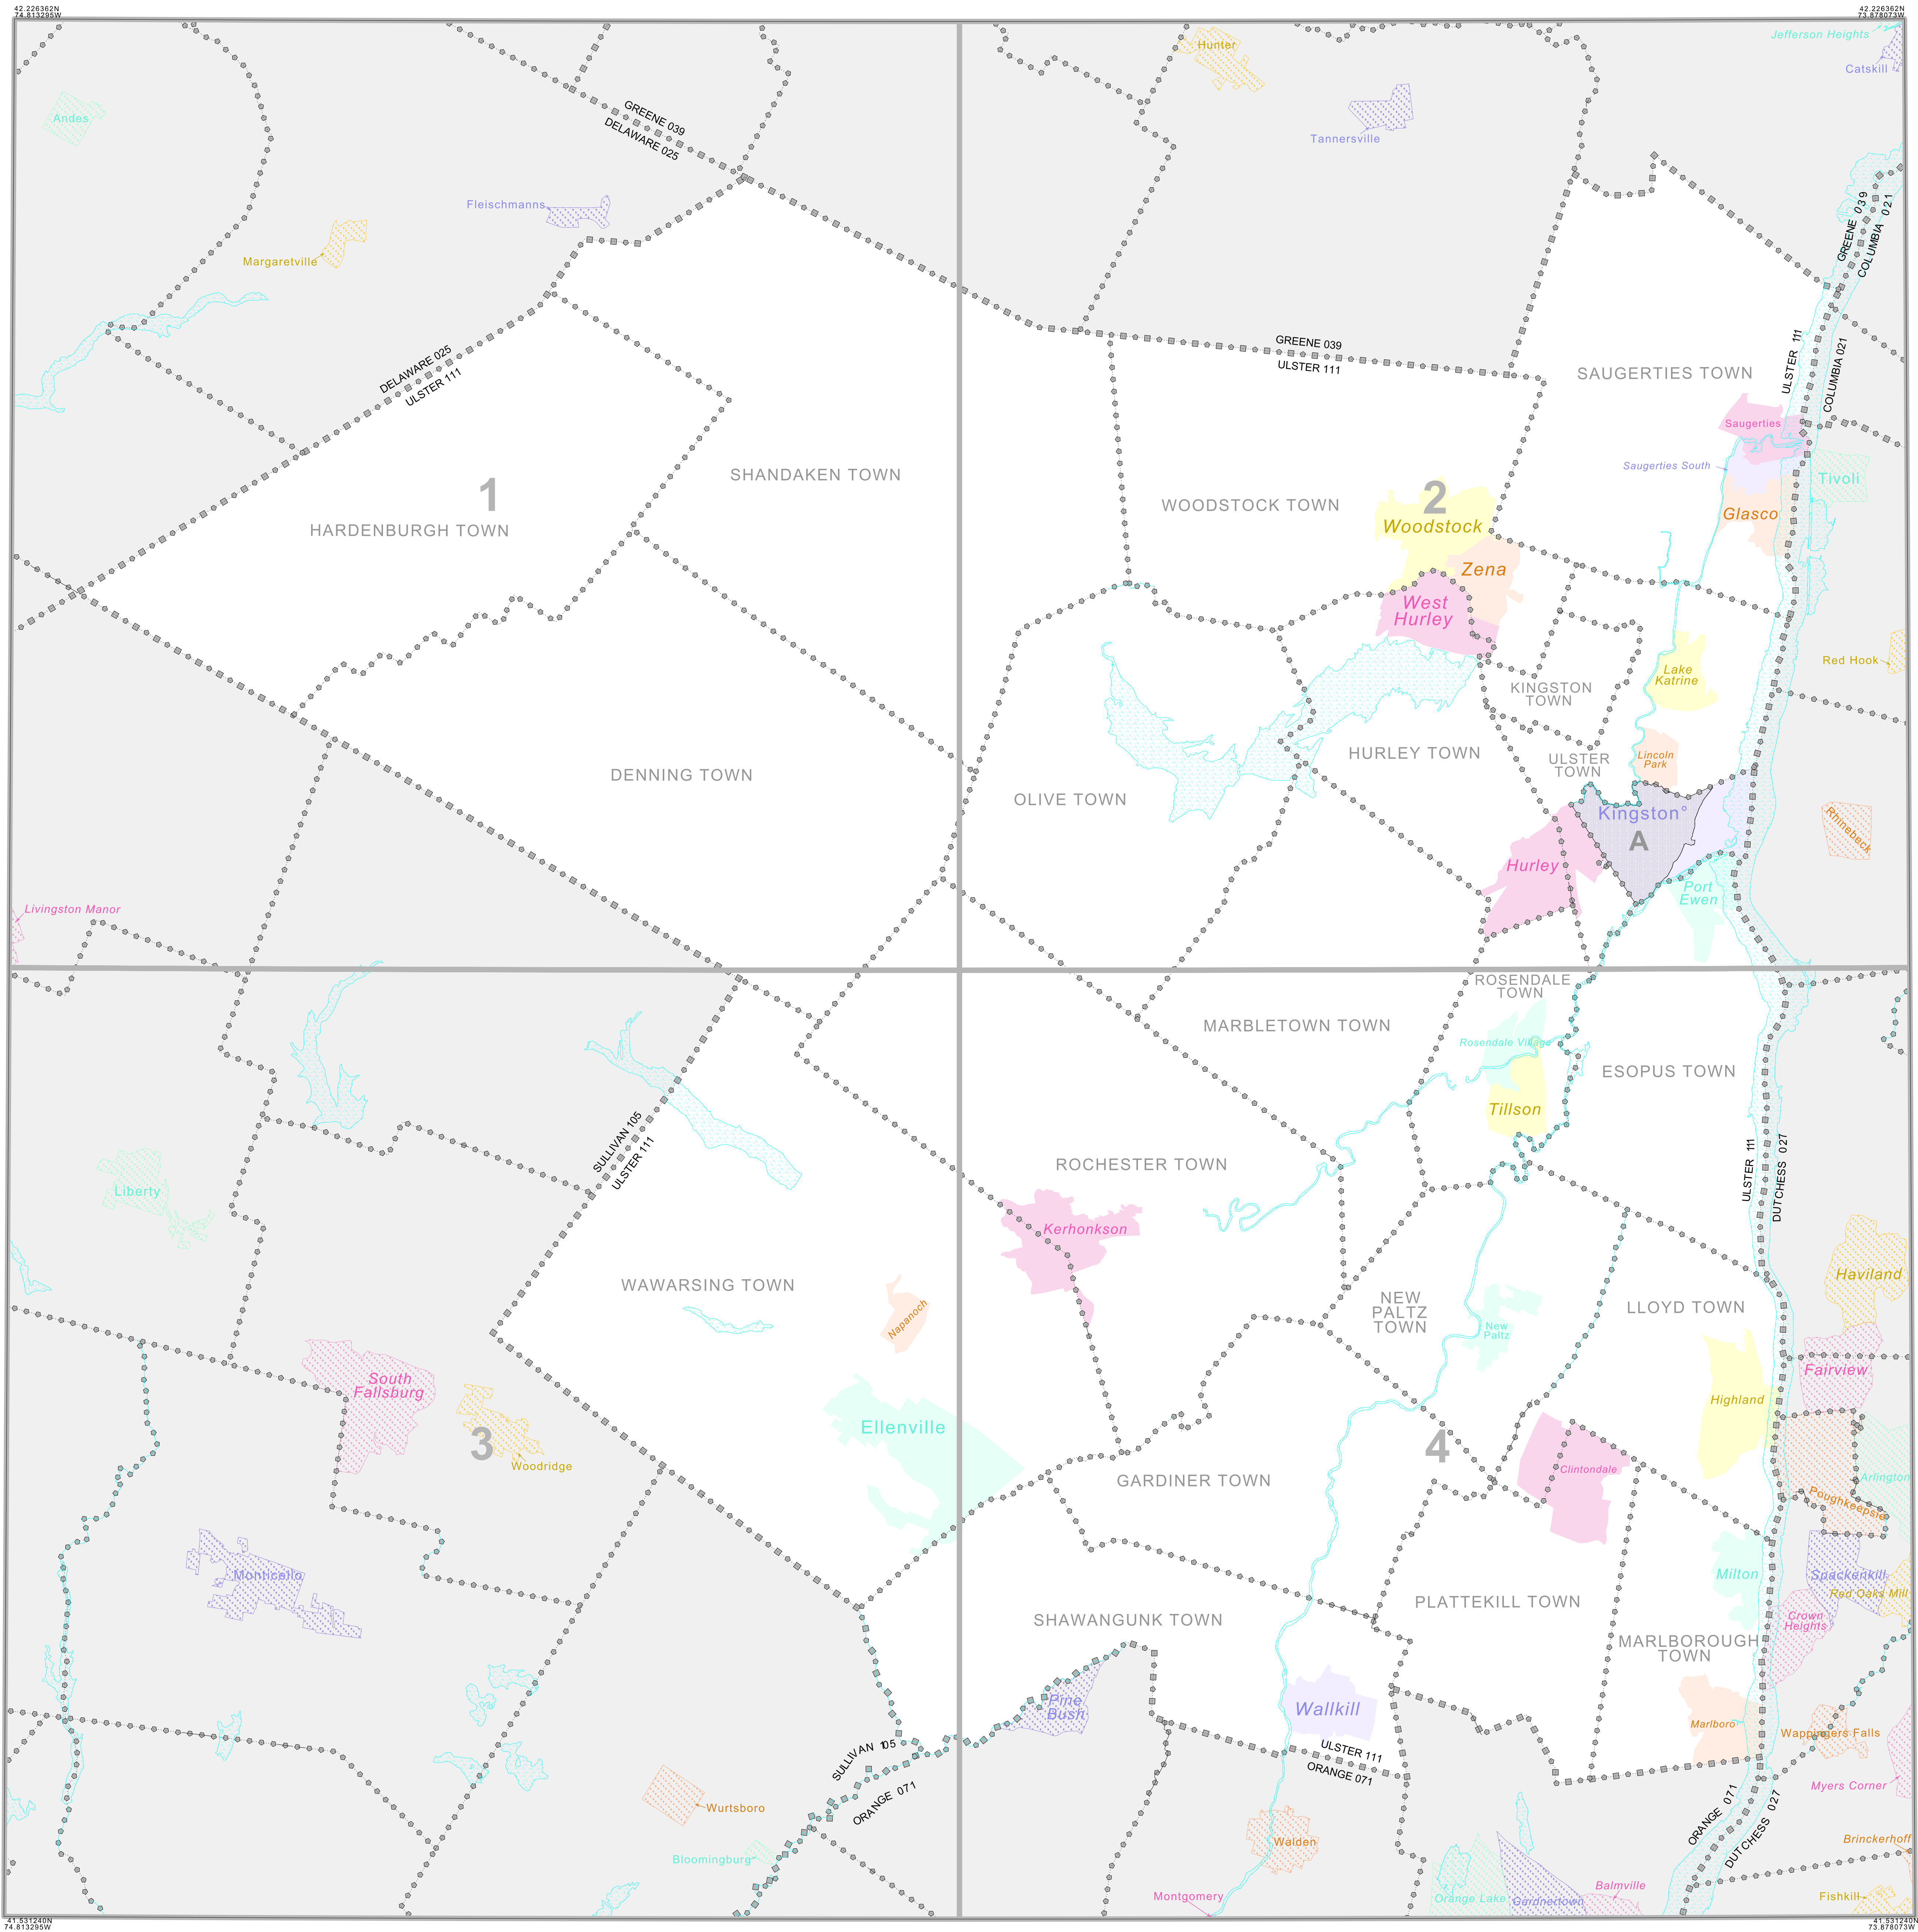 42.226362N
74.813295W
42.226362N
73.878073W
Jefferson Heights
Hunter
Catskill
Andes
GREENE 039
DELAWARE 025
Tannersville
Fleischmanns
Margaretville
GREENE 039
COLUMBIA 021
GREENE 039
ULSTER 111
DELAWARE 025
ULSTER 111
ULSTER 111
COLUMBIA 021
SAUGERTIES TOWN
Saugerties
Saugerties South
SHANDAKEN TOWN
Tivoli
1
2
WOODSTOCK TOWN
Glasco
Woodstock
HARDENBURGH TOWN
Zena
West
Hurley
Red Hook
Lake
Katrine
KINGSTON
TOWN
HURLEY TOWN
Lincoln
Park
ULSTER
TOWN
DENNING TOWN
OLIVE TOWN
Kingston°
A
Rhinebeck
Hurley
Port
Ewen
Livingston Manor
ROSENDALE
TOWN
MARBLETOWN TOWN
Rosendale Village
ESOPUS TOWN
Tillson
SULLIVAN 105
ULSTER 111
ROCHESTER TOWN
ULSTER 111
DUTCHESS 027
Liberty
Kerhonkson
Haviland
WAWARSING TOWN
NEW
PALTZ
TOWN
LLOYD TOWN
Napanoch
New
Paltz
Fairview
South
Fallsburg
Highland
Ellenville
3
4
Woodridge
Clintondale
Arlington
GARDINER TOWN
Poughkeepsie
Monticello
Milton
Spackenkill
Red Oaks Mill
PLATTEKILL TOWN
Crown
Heights
SHAWANGUNK TOWN
MARLBOROUGH
TOWN
Pine
Bush
Wallkill
Marlboro
Wappingers Falls
SULLIVAN 105
ORANGE 071
ULSTER 111
ORANGE 071
Myers Corner
Wurtsboro
ORANGE 071
DUTCHESS 027
Walden
Brinckerhoff
Bloomingburg
Montgomery
Orange Lake
Gardnertown
Balmville
Fishkill
41.531240N
74.813295W
41.531240N
73.878073W